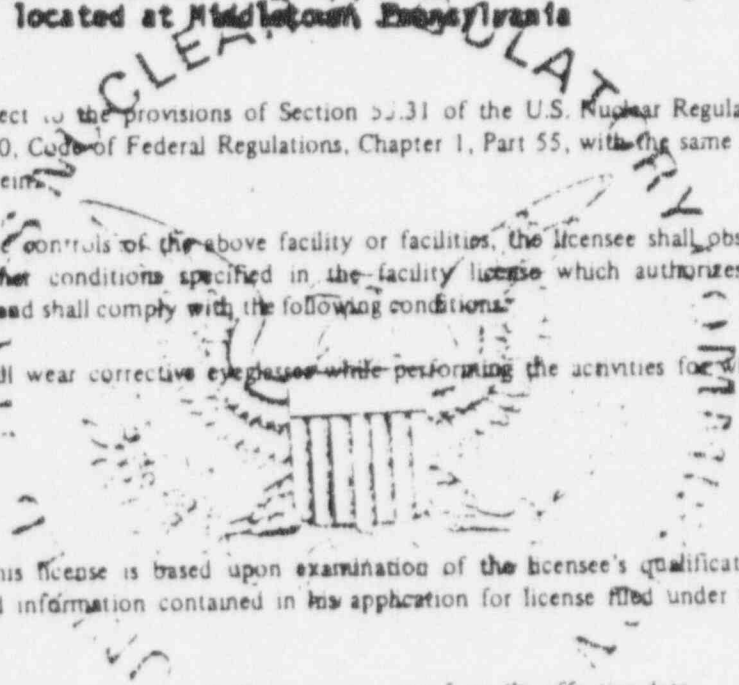 located at Middletown Pennsylvania
CLEAR REGULATORY
ect to the provisions of Section 55.31 of the U.S. Nuclear Regula
0, Code of Federal Regulations, Chapter 1, Part 55, with the same
ein.
controls of the above facility or facilities, the licensee shall obs
her conditions specified in the facility license which authorizes
and shall comply with the following conditions:
ll wear corrective eyeglasses while performing the activities for w
his license is based upon examination of the licensee's qualificat
l information contained in his application for license filed under